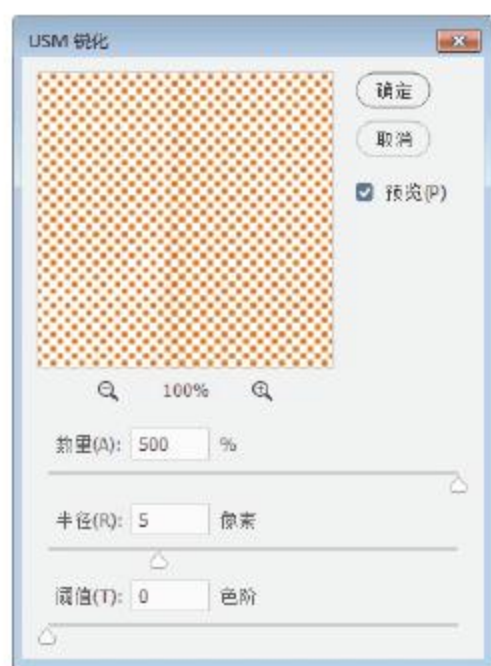 USM 锐化
确定
取消
预览(P)
100%
数量(A): 500 %
半径(R): 5 像素
阈值(T): 0 色阶